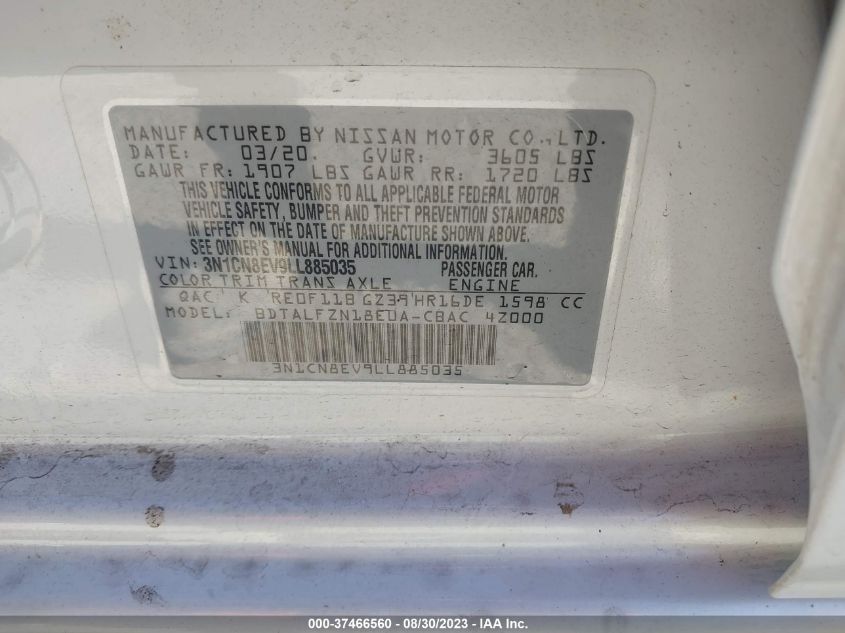 MANUFACTURED BY NISSAN MOTOR CO.,LTD.
DATE: 03/20. GVWR: 3605 LBS
GAWR FR: 1907 LBS GAWR RR: 1720 LBS
THIS VEHICLE CONFORMS TO ALL APPLICABLE FEDERAL MOTOR
VEHICLE SAFETY, BUMPER AND THEFT PREVENTION STANDARDS
IN EFFECT ON THE DATE OF MANUFACTURE SHOWN ABOVE.
SEE OWNER'S MANUAL FOR ADDITIONAL INFORMATION.
VIN: 3N1CN8EV9LL885035 PASSENGER CAR.
COLOR TRIM TRANS AXLE ENGINE
QAC K RE0F11B GZ39 HR16DE 1598 CC
MODEL: BDTALFZN18EUA-CBAC 4Z000
3N1CN8EV9LL885035
000-37466560 - 08/30/2023 - © IAA, Inc.